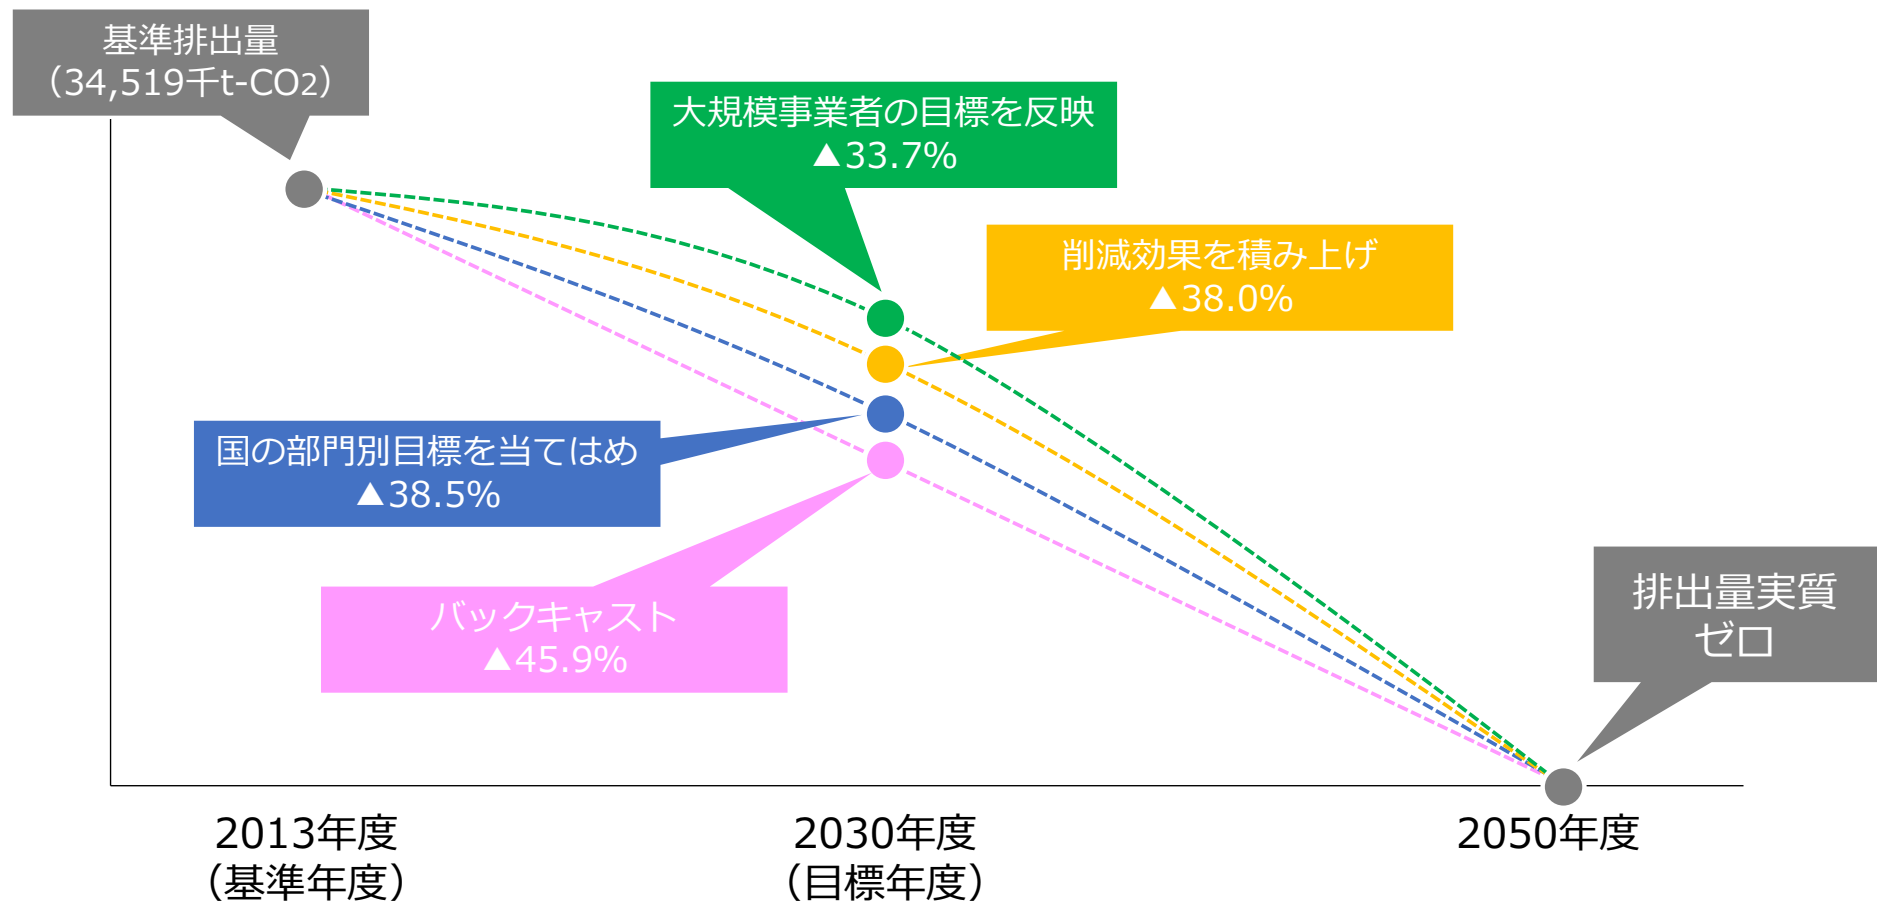 基準排出量
（34,519千t-CO2）
大規模事業者の目標を反映
▲33.7%
削減効果を積み上げ
▲38.0%
国の部門別目標を当てはめ
▲38.5%
バックキャスト
▲45.9%
排出量実質
ゼロ
2013年度
（基準年度）
2030年度
（目標年度）
2050年度